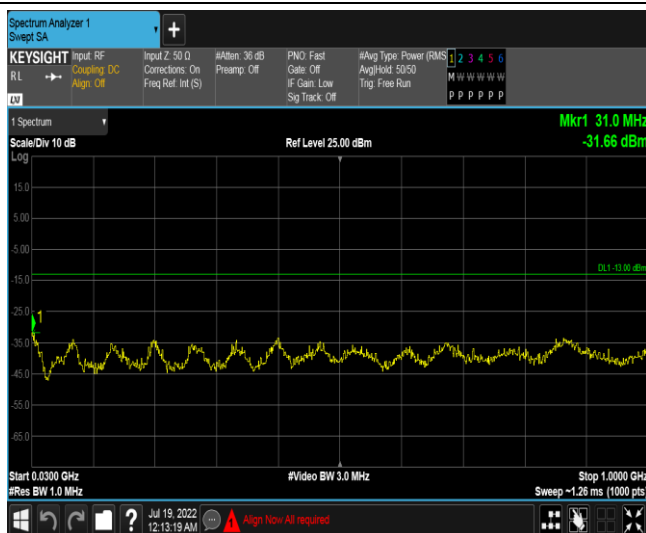 Spectrum Analyzer 1
Swept SA
+
KEYSIGHT
RL
LXI
Input: RF
Coupling: DC
Align: Off
Input Z: 50 Ω
Corrections: On
Freq Ref: Int (S)
#Atten: 36 dB
Preamp: Off
PNO: Fast
Gate: Off
IF Gain: Low
Sig Track: Off
#Avg Type: Power (RMS
Avg|Hold: 50/50
Trig: Free Run
1 2 3 4 5 6
M W W W W W
P P P P P P
1 Spectrum
Scale/Div 10 dB
Ref Level 25.00 dBm
Mkr1 31.0 MHz
-31.66 dBm
Log
15.0
5.00
-5.00
DL1 -13.00 dBm
-15.0
-25.0
1
-35.0
-45.0
-55.0
-65.0
Start 0.0300 GHz
#Video BW 3.0 MHz
Stop 1.0000 GHz
#Res BW 1.0 MHz
Sweep ~1.26 ms (1000 pts)
?
Jul 19, 2022
12:13:19 AM
Align Now All required